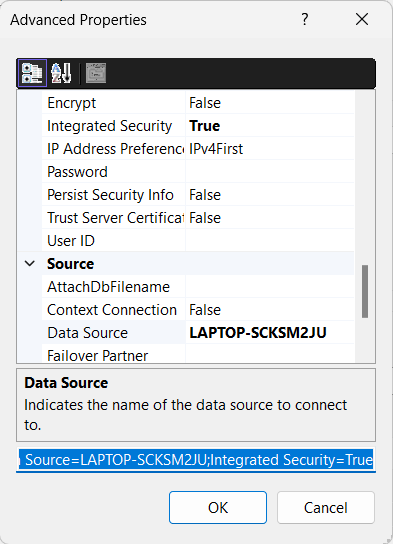 Advanced Properties ?
Encrypt False
Integrated Security True
IP Address Preference IPv4First
Password
Persist Security Info False
Trust Server Certificat False
User ID
Source
AttachDbFilename
Context Connection False
Data Source LAPTOP-SCKSM2JU
Failover Partner
Data Source
Indicates the name of the data source to connect
to.
Source=LAPTOP-SCKSM2JU;Integrated Security=True
OK Cancel